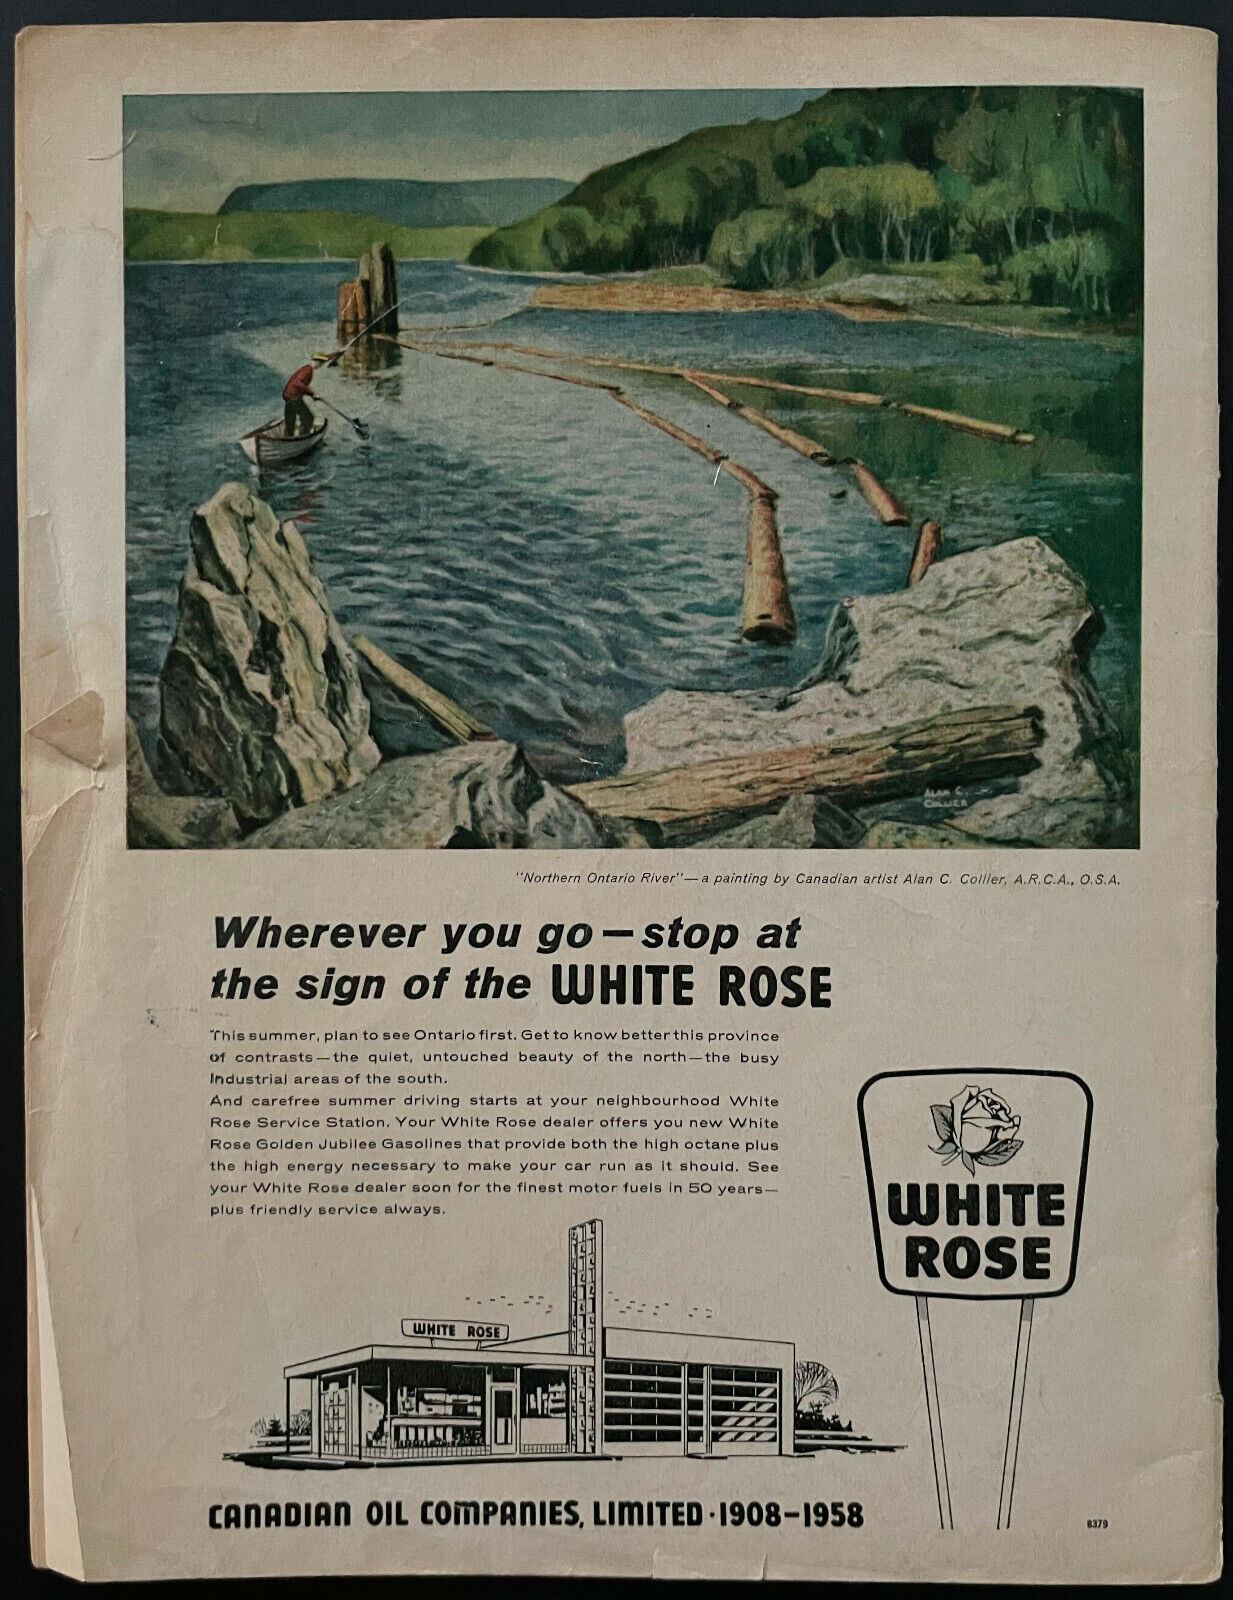 ALAN C.
COLLIER
"Northern Ontario River"—a painting by Canadian artist Alan C. Collier, A.R.C.A., O.S.A.
Wherever you go—stop at
the sign of the WHITE ROSE
This summer, plan to see Ontario first. Get to know better this province
of contrasts—the quiet, untouched beauty of the north—the busy
industrial areas of the south.
And carefree summer driving starts at your neighbourhood White
Rose Service Station. Your White Rose dealer offers you new White
Rose Golden Jubilee Gasolines that provide both the high octane plus
the high energy necessary to make your car run as it should. See
your White Rose dealer soon for the finest motor fuels in 50 years—
plus friendly service always.
WHITE
ROSE
WHITE ROSE
CANADIAN OIL COMPANIES, LIMITED · 1908-1958
8379